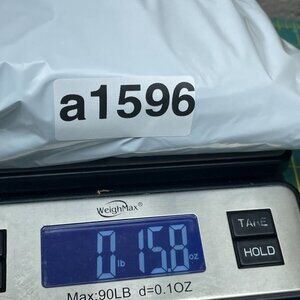 a1596
WeighMax®
TARE
0 lb 15.8 oz
HOLD
Max:90LB d=0.1OZ